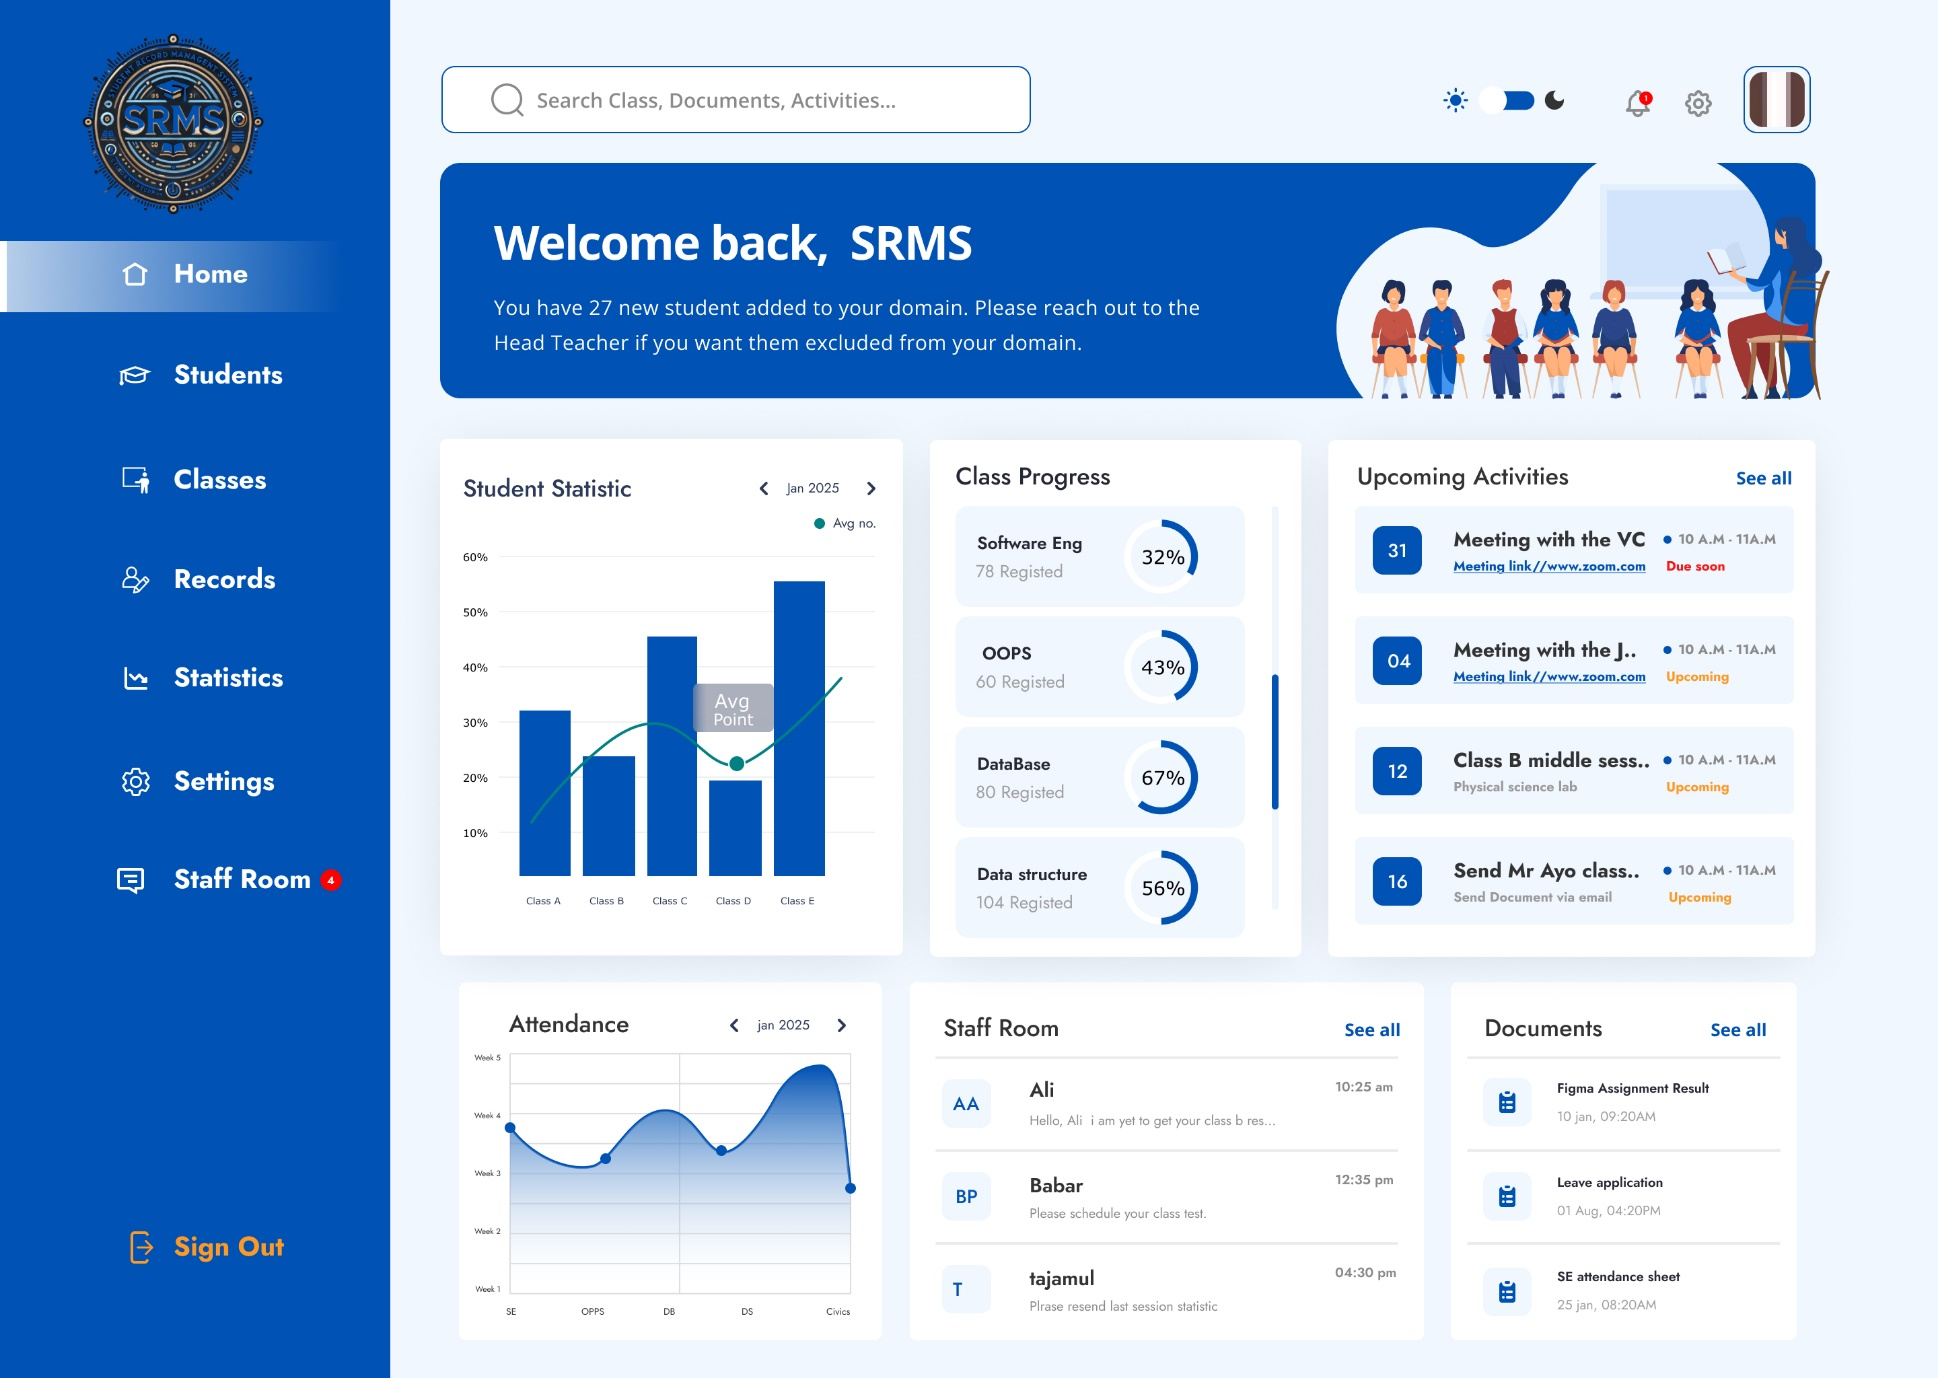 STUDENT RECORD MANAGENT SYSTEM
SRMS
Home
Students
Classes
Records
Statistics
Settings
Staff Room 4
Sign Out
Search Class, Documents, Activities...
1
Welcome back, SRMS
You have 27 new student added to your domain. Please reach out to the
Head Teacher if you want them excluded from your domain.
Student Statistic
Jan 2025
Avg no.
60%
50%
40%
30%
20%
10%
Avg
Point
Class A Class B Class C Class D Class E
Class Progress
Software Eng
78 Registed
32%
OOPS
60 Registed
43%
DataBase
80 Registed
67%
Data structure
104 Registed
56%
Upcoming Activities
See all
31
Meeting with the VC
10 A.M - 11A.M
Meeting link//www.zoom.com
Due soon
04
Meeting with the J..
10 A.M - 11A.M
Meeting link//www.zoom.com
Upcoming
12
Class B middle sess..
10 A.M - 11A.M
Physical science lab
Upcoming
16
Send Mr Ayo class..
10 A.M - 11A.M
Send Document via email
Upcoming
Attendance
jan 2025
Week 5
Week 4
Week 3
Week 2
Week 1
SE OPPS DB DS Civics
Staff Room
See all
AA
Ali
10:25 am
Hello, Ali i am yet to get your class b res...
BP
Babar
12:35 pm
Please schedule your class test.
T
tajamul
04:30 pm
Plrase resend last session statistic
Documents
See all
Figma Assignment Result
10 jan, 09:20AM
Leave application
01 Aug, 04:20PM
SE attendance sheet
25 jan, 08:20AM